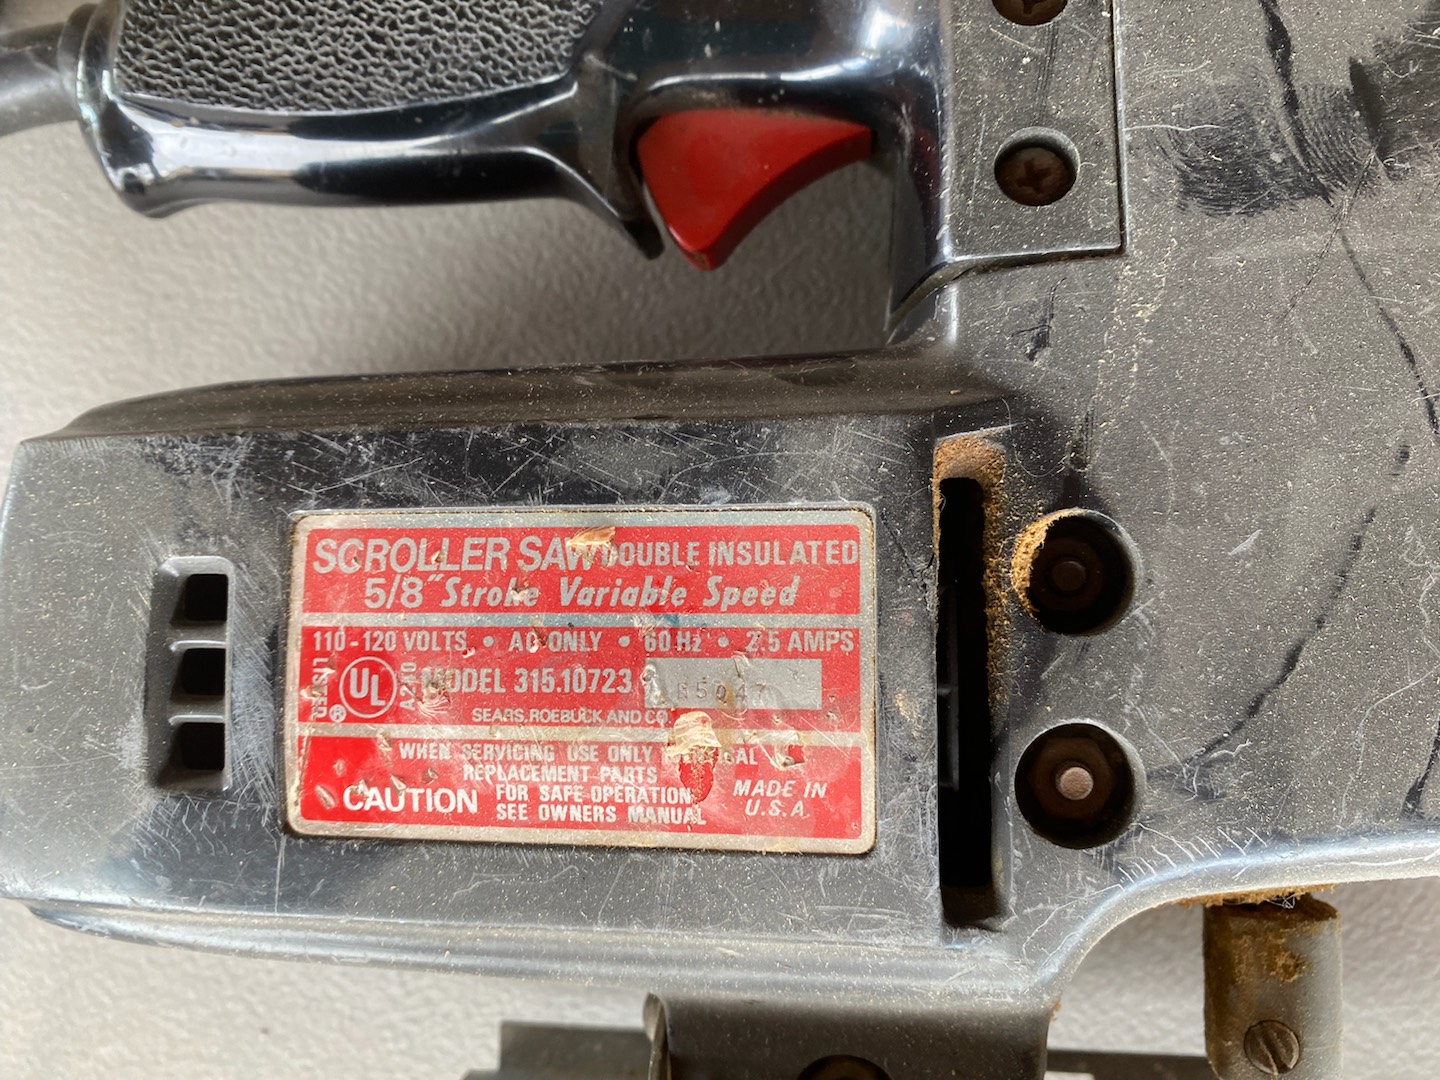 SCROLLER SAW DOUBLE INSULATED
5/8" Stroke Variable Speed
110-120 VOLTS • AC ONLY • 60 Hz • 2.5 AMPS
LISTED UL ® A240 MODEL 315.10723
SEARS, ROEBUCK AND CO.
WHEN SERVICING USE ONLY
REPLACEMENT PARTS
CAUTION FOR SAFE OPERATION
SEE OWNERS MANUAL
MADE IN
U.S.A.